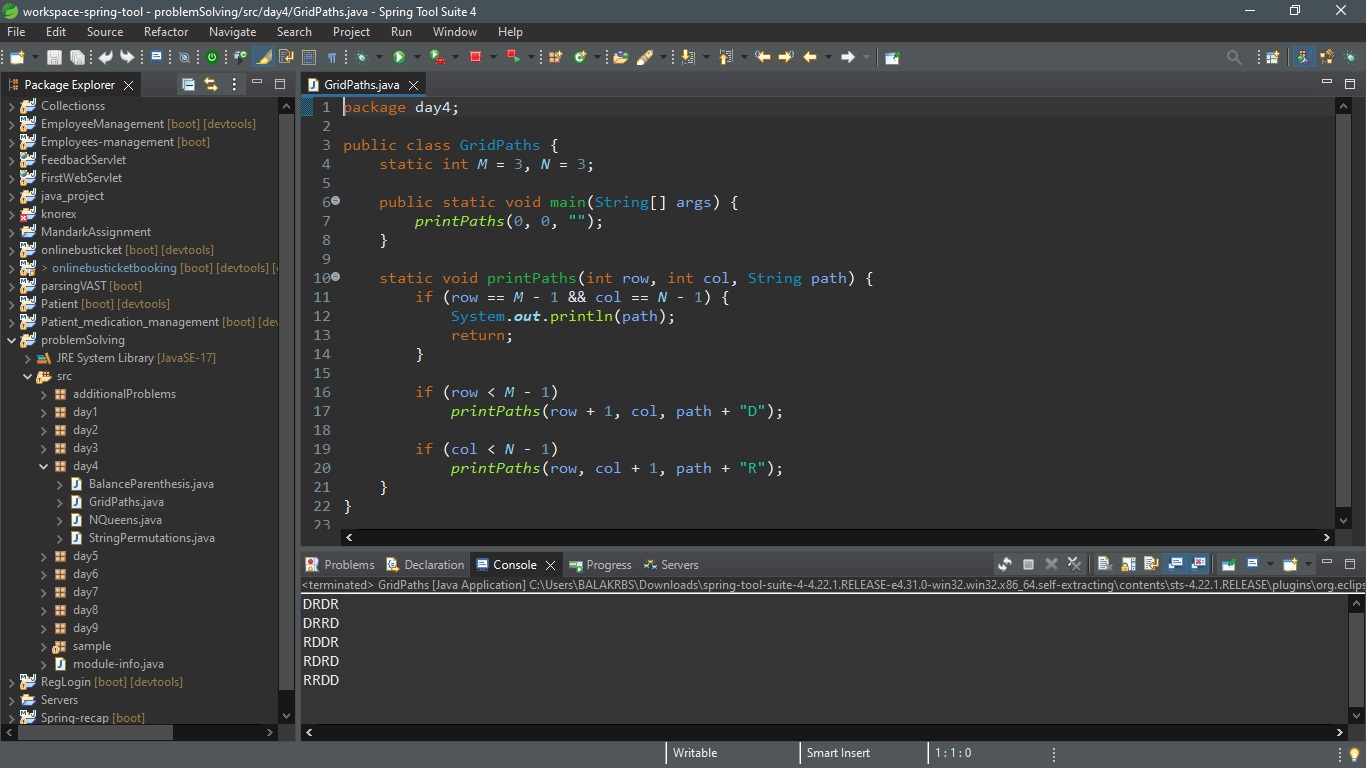 workspace-spring-tool - problemSolving/src/day4/GridPaths.java - Spring Tool Suite 4
File Edit Source Refactor Navigate Search Project Run Window Help
Package Explorer
Collectionss
EmployeeManagement [boot] [devtools]
Employees-management [boot]
FeedbackServlet
FirstWebServlet
java_project
knorex
MandarkAssignment
onlinebusticket [boot] [devtools]
> onlinebusticketbooking [boot] [devtools] [
parsingVAST [boot]
Patient [boot] [devtools]
Patient_medication_management [boot] [dev
problemSolving
JRE System Library [JavaSE-17]
src
additionalProblems
day1
day2
day3
day4
BalanceParenthesis.java
GridPaths.java
NQueens.java
StringPermutations.java
day5
day6
day7
day8
day9
sample
module-info.java
RegLogin [boot] [devtools]
Servers
Spring-recap [boot]
GridPaths.java
1 package day4;
2
3 public class GridPaths {
4     static int M = 3, N = 3;
5
6     public static void main(String[] args) {
7         printPaths(0, 0, "");
8     }
9
10     static void printPaths(int row, int col, String path) {
11         if (row == M - 1 && col == N - 1) {
12             System.out.println(path);
13             return;
14         }
15
16         if (row < M - 1)
17             printPaths(row + 1, col, path + "D");
18
19         if (col < N - 1)
20             printPaths(row, col + 1, path + "R");
21     }
22 }
23
Problems Declaration Console Progress Servers
<terminated> GridPaths [Java Application] C:\Users\BALAKRBS\Downloads\spring-tool-suite-4-4.22.1.RELEASE-e4.31.0-win32.win32.x86_64.self-extracting\contents\sts-4.22.1.RELEASE\plugins\org.eclips
DRDR
DRRD
RDDR
RDRD
RRDD
Writable Smart Insert 1 : 1 : 0